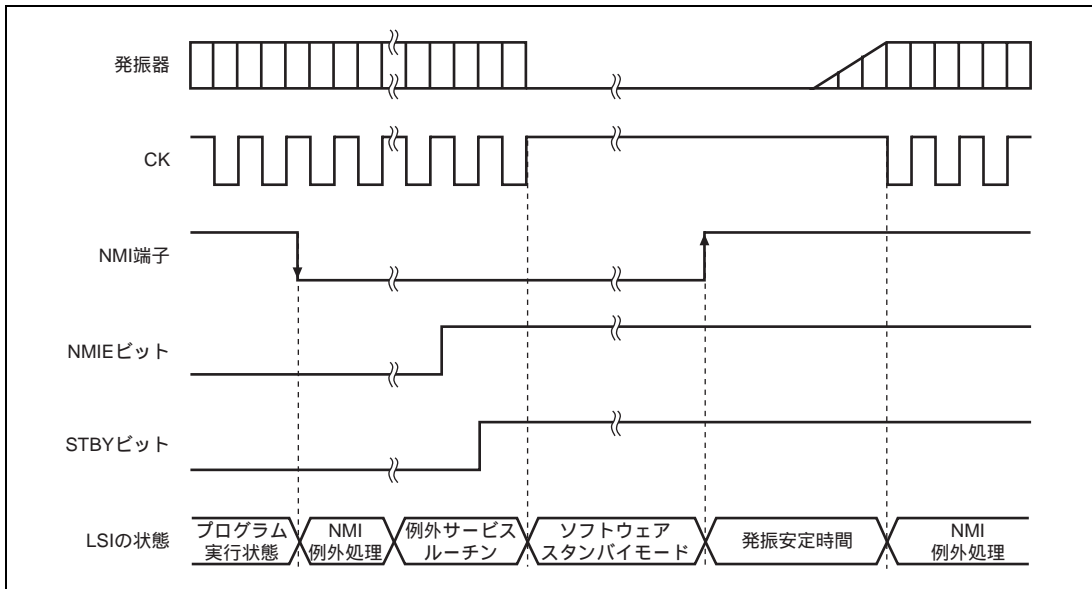 発振器
CK
NMI端子
NMIEビット
STBYビット
LSIの状態
プログラム
実行状態
NMI
例外処理
例外サービス
ルーチン
ソフトウェア
スタンバイモード
発振安定時間
NMI
例外処理